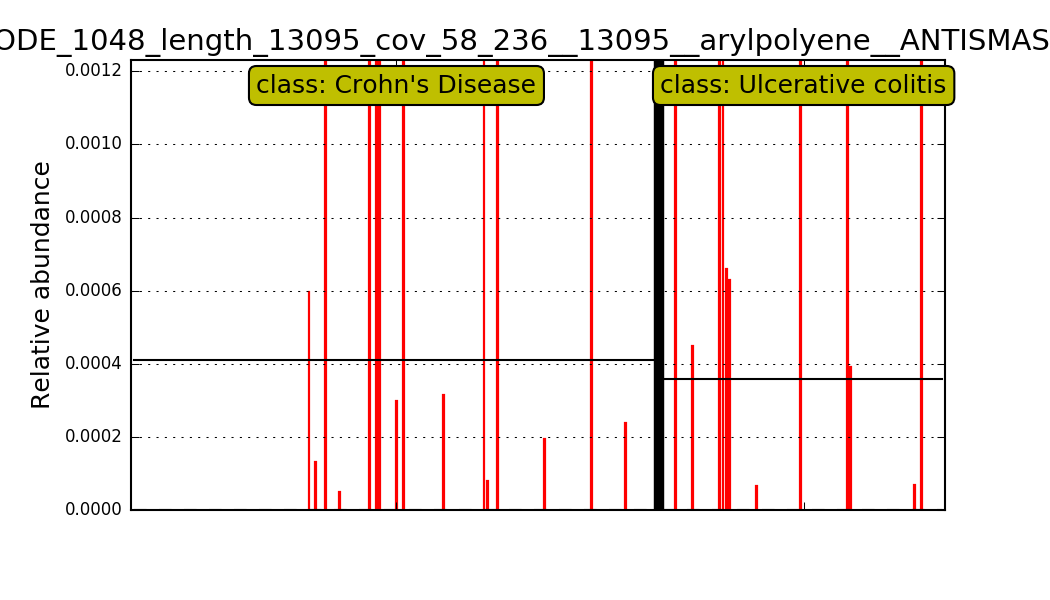 ODE_1048_length_13095_cov_58_236__13095__arylpolyene__ANTISMAS
class: Crohn's Disease
class: Ulcerative colitis
Relative abundance
0.0012
0.0010
0.0008
0.0006
0.0004
0.0002
0.0000